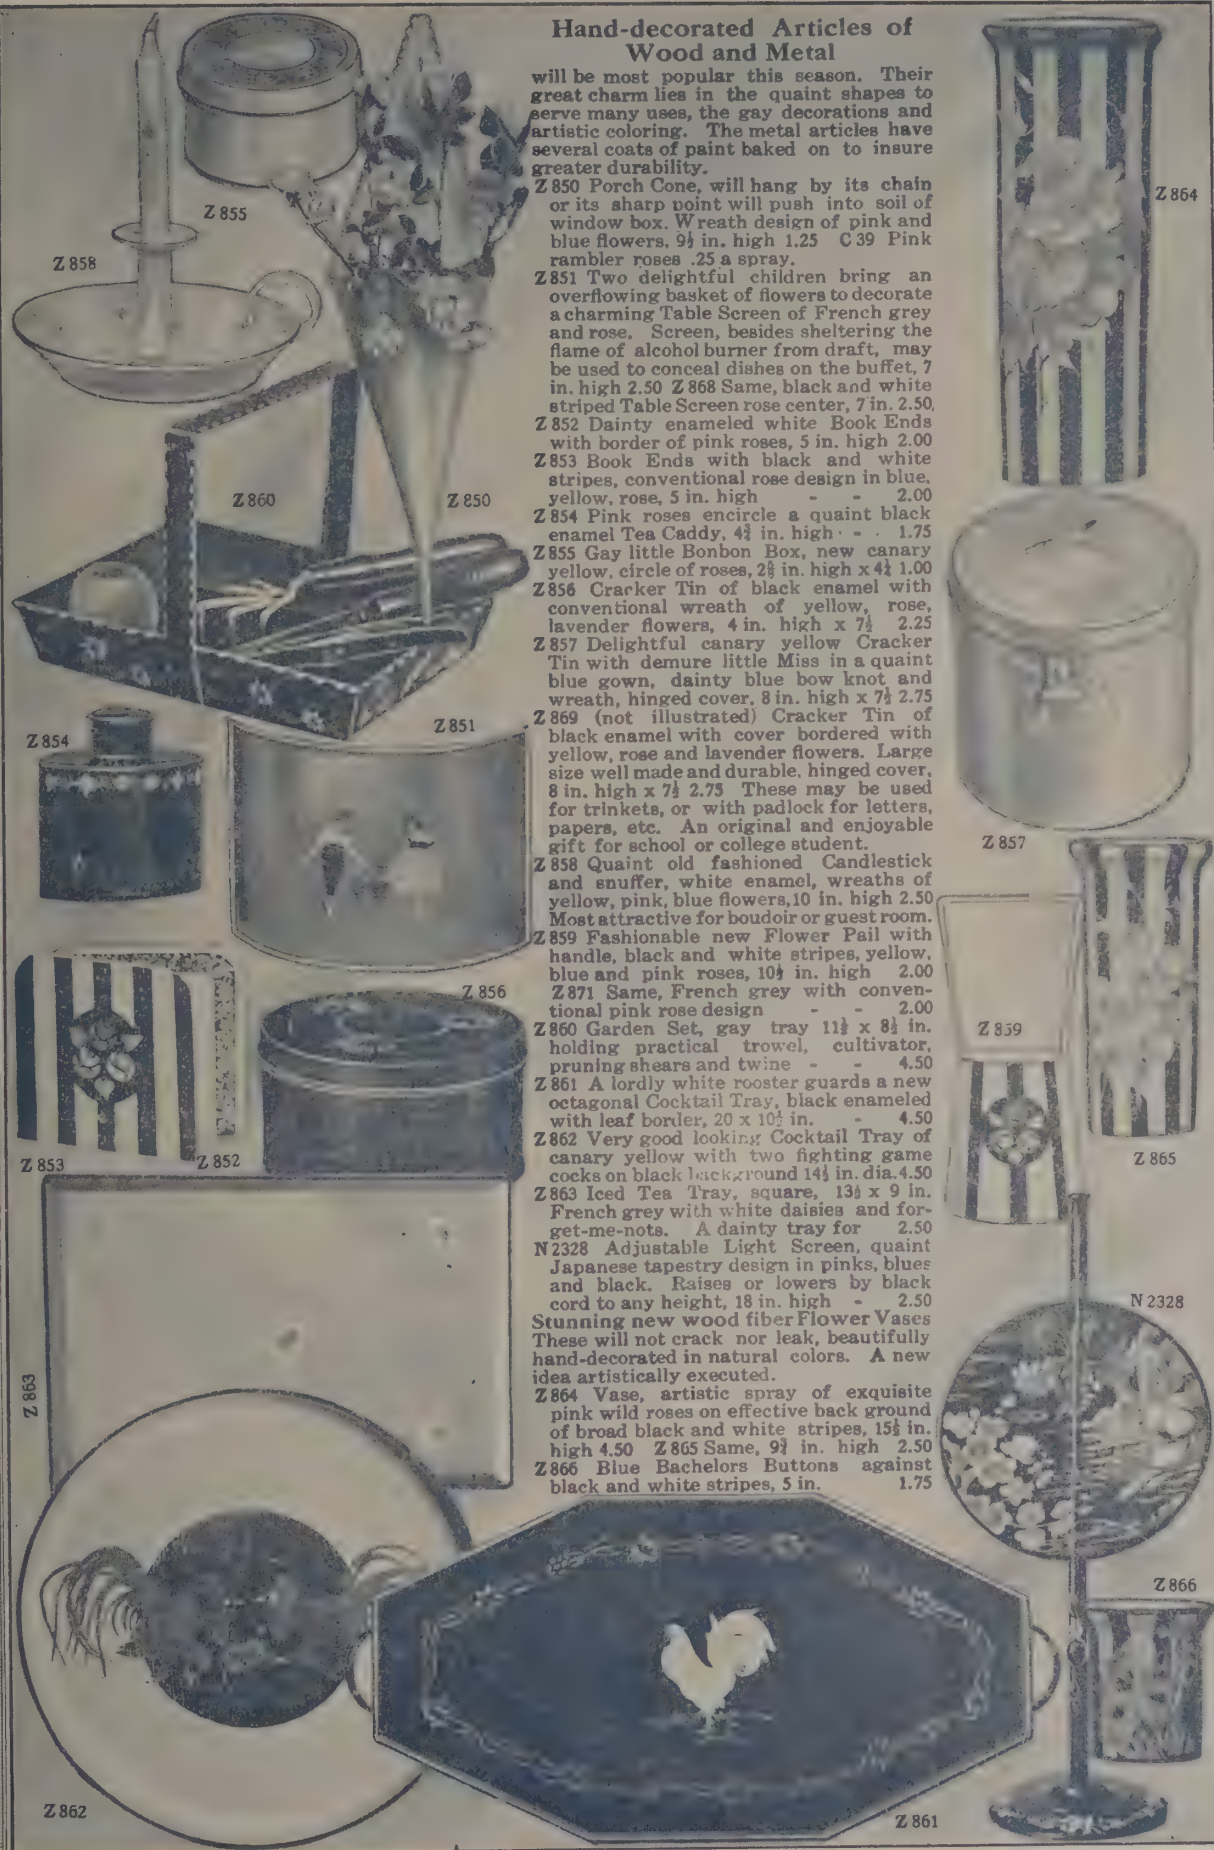 Hand-decorated Articles of
Wood and Metal
will be most popular this season. Their
great charm lies in the quaint shapes to
serve many uses, the gay decorations and
artistic coloring. The metal articles have
several coats of paint baked on to insure
greater durability.
Z 850 Porch Cone, will hang by its chain
or its sharp point will push into soil of
window box. Wreath design of pink and
blue flowers, 9½ in. high 1.25 C 39 Pink
rambler roses .25 a spray.
Z851 Two delightful children bring an
overflowing basket of flowers to decorate
a charming Table Screen of French grey
and rose. Screen, besides sheltering the
flame of alcohol burner from draft, may
be used to conceal dishes on the buffet, 7
in. high 2.50 Z 868 Same, black and white
striped Table Screen rose center, 7 in. 2.50.
Z 852 Dainty enameled white Book Ends
with border of pink roses, 5 in. high 2.00
Z853 Book Ends with black and white
stripes, conventional rose design in blue,
yellow, rose, 5 in. high - - 2.00
Z 854 Pink roses encircle a quaint black
enamel Tea Caddy, 4¾ in. high - - 1.75
Z855 Gay little Bonbon Box, new canary
yellow, circle of roses, in. high x 1.00
Z856 Cracker Tin of black enamel with
conventional wreath of yellow, rose,
lavender flowers, 4 in. high x 7½ 2.25
Z 857 Delightful canary yellow Cracker
Tin with demure little Miss in a quaint
blue gown, dainty blue bow knot and
wreath, hinged cover, 8 in. high x 7½ 2.75
Z 869 (not illustrated) Cracker Tin of
black enamel with cover bordered with
yellow, rose and lavender flowers. Large
size well made and durable, hinged cover,
8 in. high x 7½ 2.75 These may be used
for trinkets, or with padlock for letters,
papers, etc. An original and enjoyable
gift for school or college student.
Z 858 Quaint old fashioned Candlestick
and snuffer, white enamel, wreaths of
yellow, pink, blue flowers,10 in. high 2.50
Most attractive for boudoir or guest room.
Z 859 Fashionable new Flower Pail with
handle, black and white stripes, yellow,
blue and pink roses, 10½ in. high 2.00
Z871 Same, French grey with conven-
tional pink rose design - - 2.00
Z 860 Garden Set, gay tray 11½ x 8½ in.
holding practical trowel, cultivator,
pruning shears and twine - - 4.50
Z 861 A lordly white rooster guards a new
octagonal Cocktail Tray, black enameled
with leaf border, 20 x 10½ in. - 4.50
Z 862 Very good looking Cocktail Tray of
canary yellow with two fighting game
cocks on black background 14½ in. dia. 4.50
Z863 Iced Tea Tray, square, 13½ x 9 in.
French grey with white daisies and for-
get-me-nots. A dainty tray for 2.50
N 2328 Adjustable Light Screen, quaint
Japanese tapestry design in pinks, blues
and black. Raises or lowers by black
cord to any height, 18 in. high - 2.50
Stunning new wood fiber Flower Vases
These will not crack nor leak, beautifully
hand-decorated in natural colors. A new
idea artistically executed.
Z 864 Vase, artistic spray of exquisite
pink wild roses on effective back ground
of broad black and white stripes, 15½ in.
high 4.50 Z 865 Same, 9¾ in. high 2.50
Z 866 Blue Bachelors Buttons against
black and white stripes, 5 in. 1.75
Z 855
Z 858
Z 860
Z 850
Z 864
Z 854
Z 851
Z 857
Z 856
Z 859
Z 853
Z 852
Z 865
Z 863
N 2328
Z 866
Z 862
Z 861